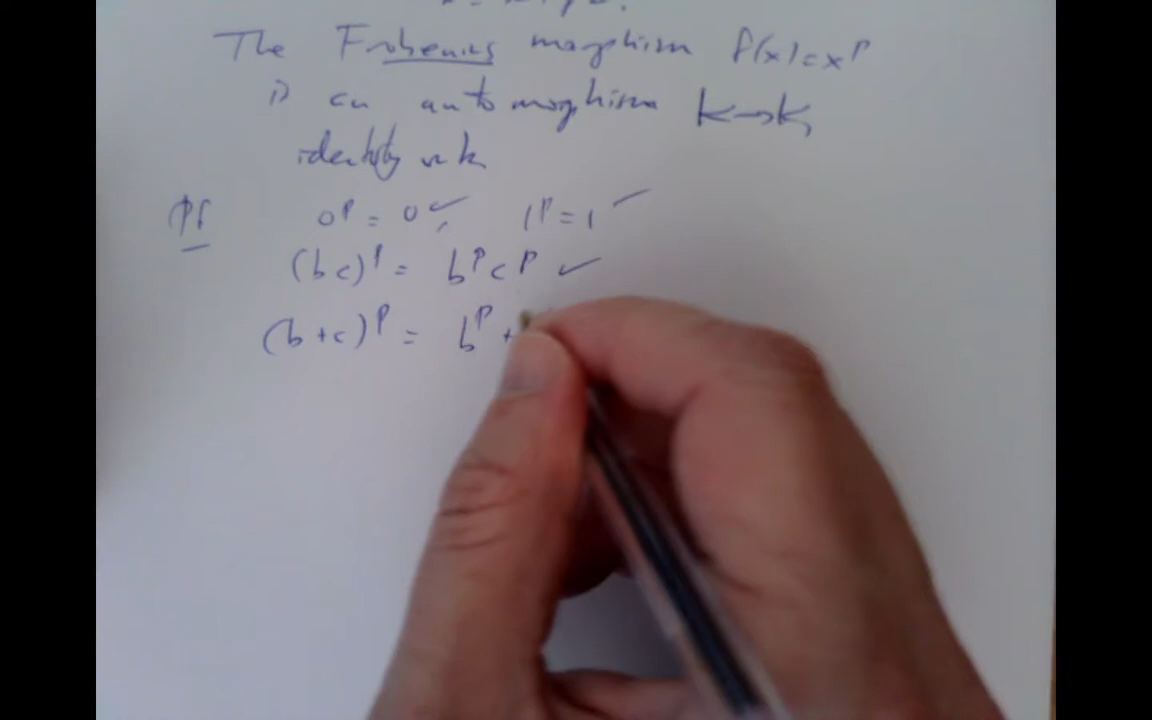 The Frobenius morphism f(x)=x^p
is an automorphism K→K,
identity on k
Pf 0^p = 0 ✓, 1^p = 1 ✓
(bc)^p = b^p c^p ✓
(b+c)^p = b^p +